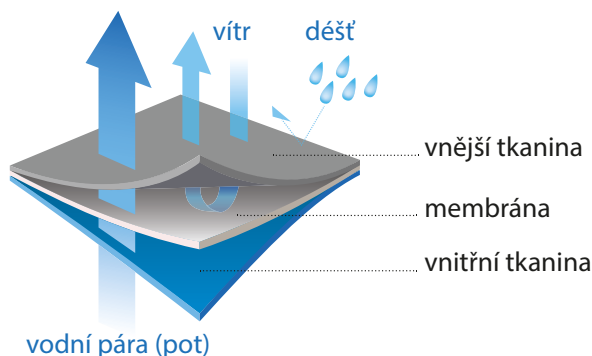 vítr
déšť
vnější tkanina
membrána
vnitřní tkanina
vodní pára (pot)